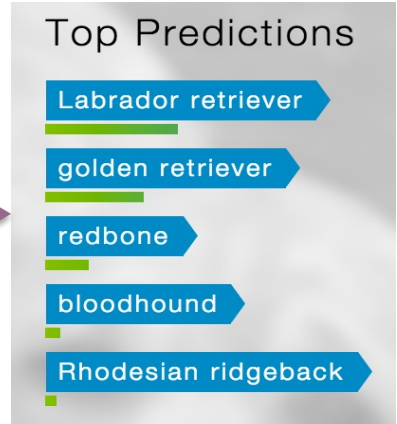 Top Predictions
Labrador retriever
golden retriever
redbone
bloodhound
Rhodesian ridgeback